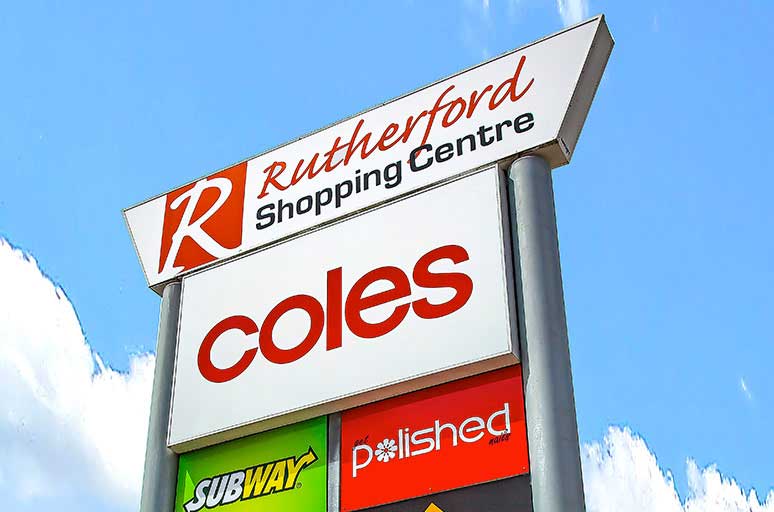 R
Rutherford
Shopping Centre
coles
SUBWAY
get
polished
nails